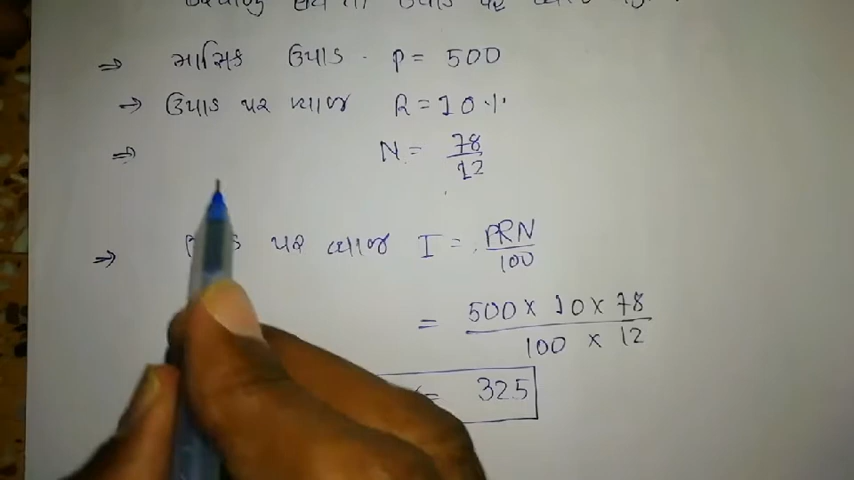 ⇒ માસિક ઉપાડ . P = 500
⇒ ઉપાડ પર વ્યાજ R = 10 %
⇒ N = 78/12
⇒ પર વ્યાજ I = PRN/100
= 500 x 10 x 78 / 100 x 12
= 325